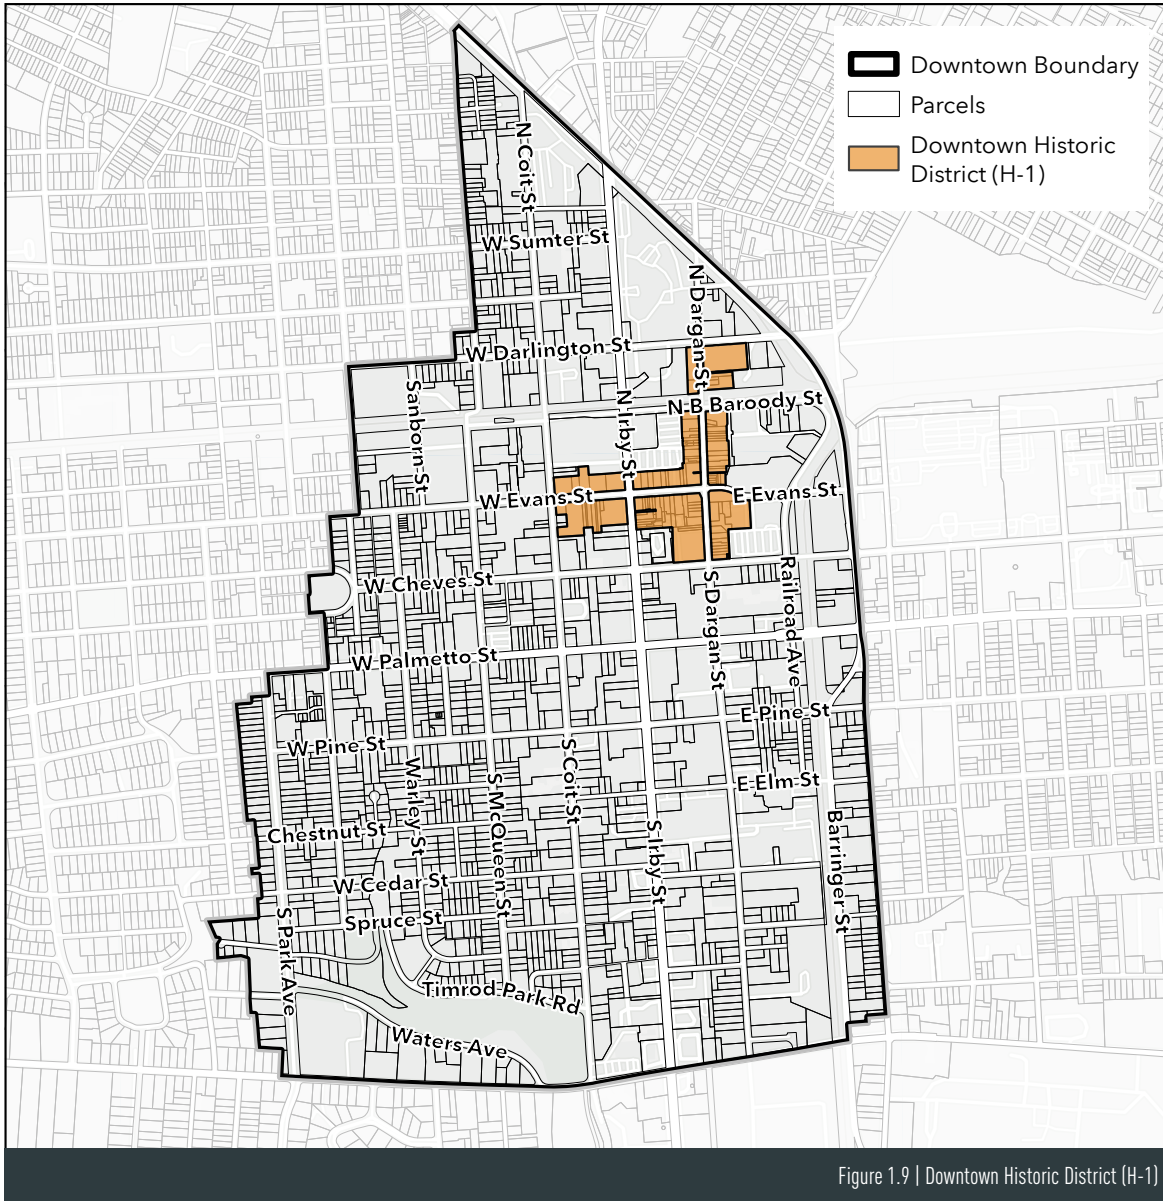 Downtown Boundary
Parcels
Downtown Historic
District (H-1)
N Coit St
W Sumter St
N Dargan St
W Darlington St
Sanborn St
N Irby St
N B Baroody St
W Evans St
E Evans St
W Cheves St
Railroad Ave
S Dargan St
W Palmetto St
E Pine St
W Pine St
S Coit St
Warley St
S McQueen St
E Elm St
Chestnut St
S Irby St
Barringer St
W Cedar St
Spruce St
S Park Ave
Timrod Park Rd
Waters Ave
Figure 1.9 | Downtown Historic District (H-1)